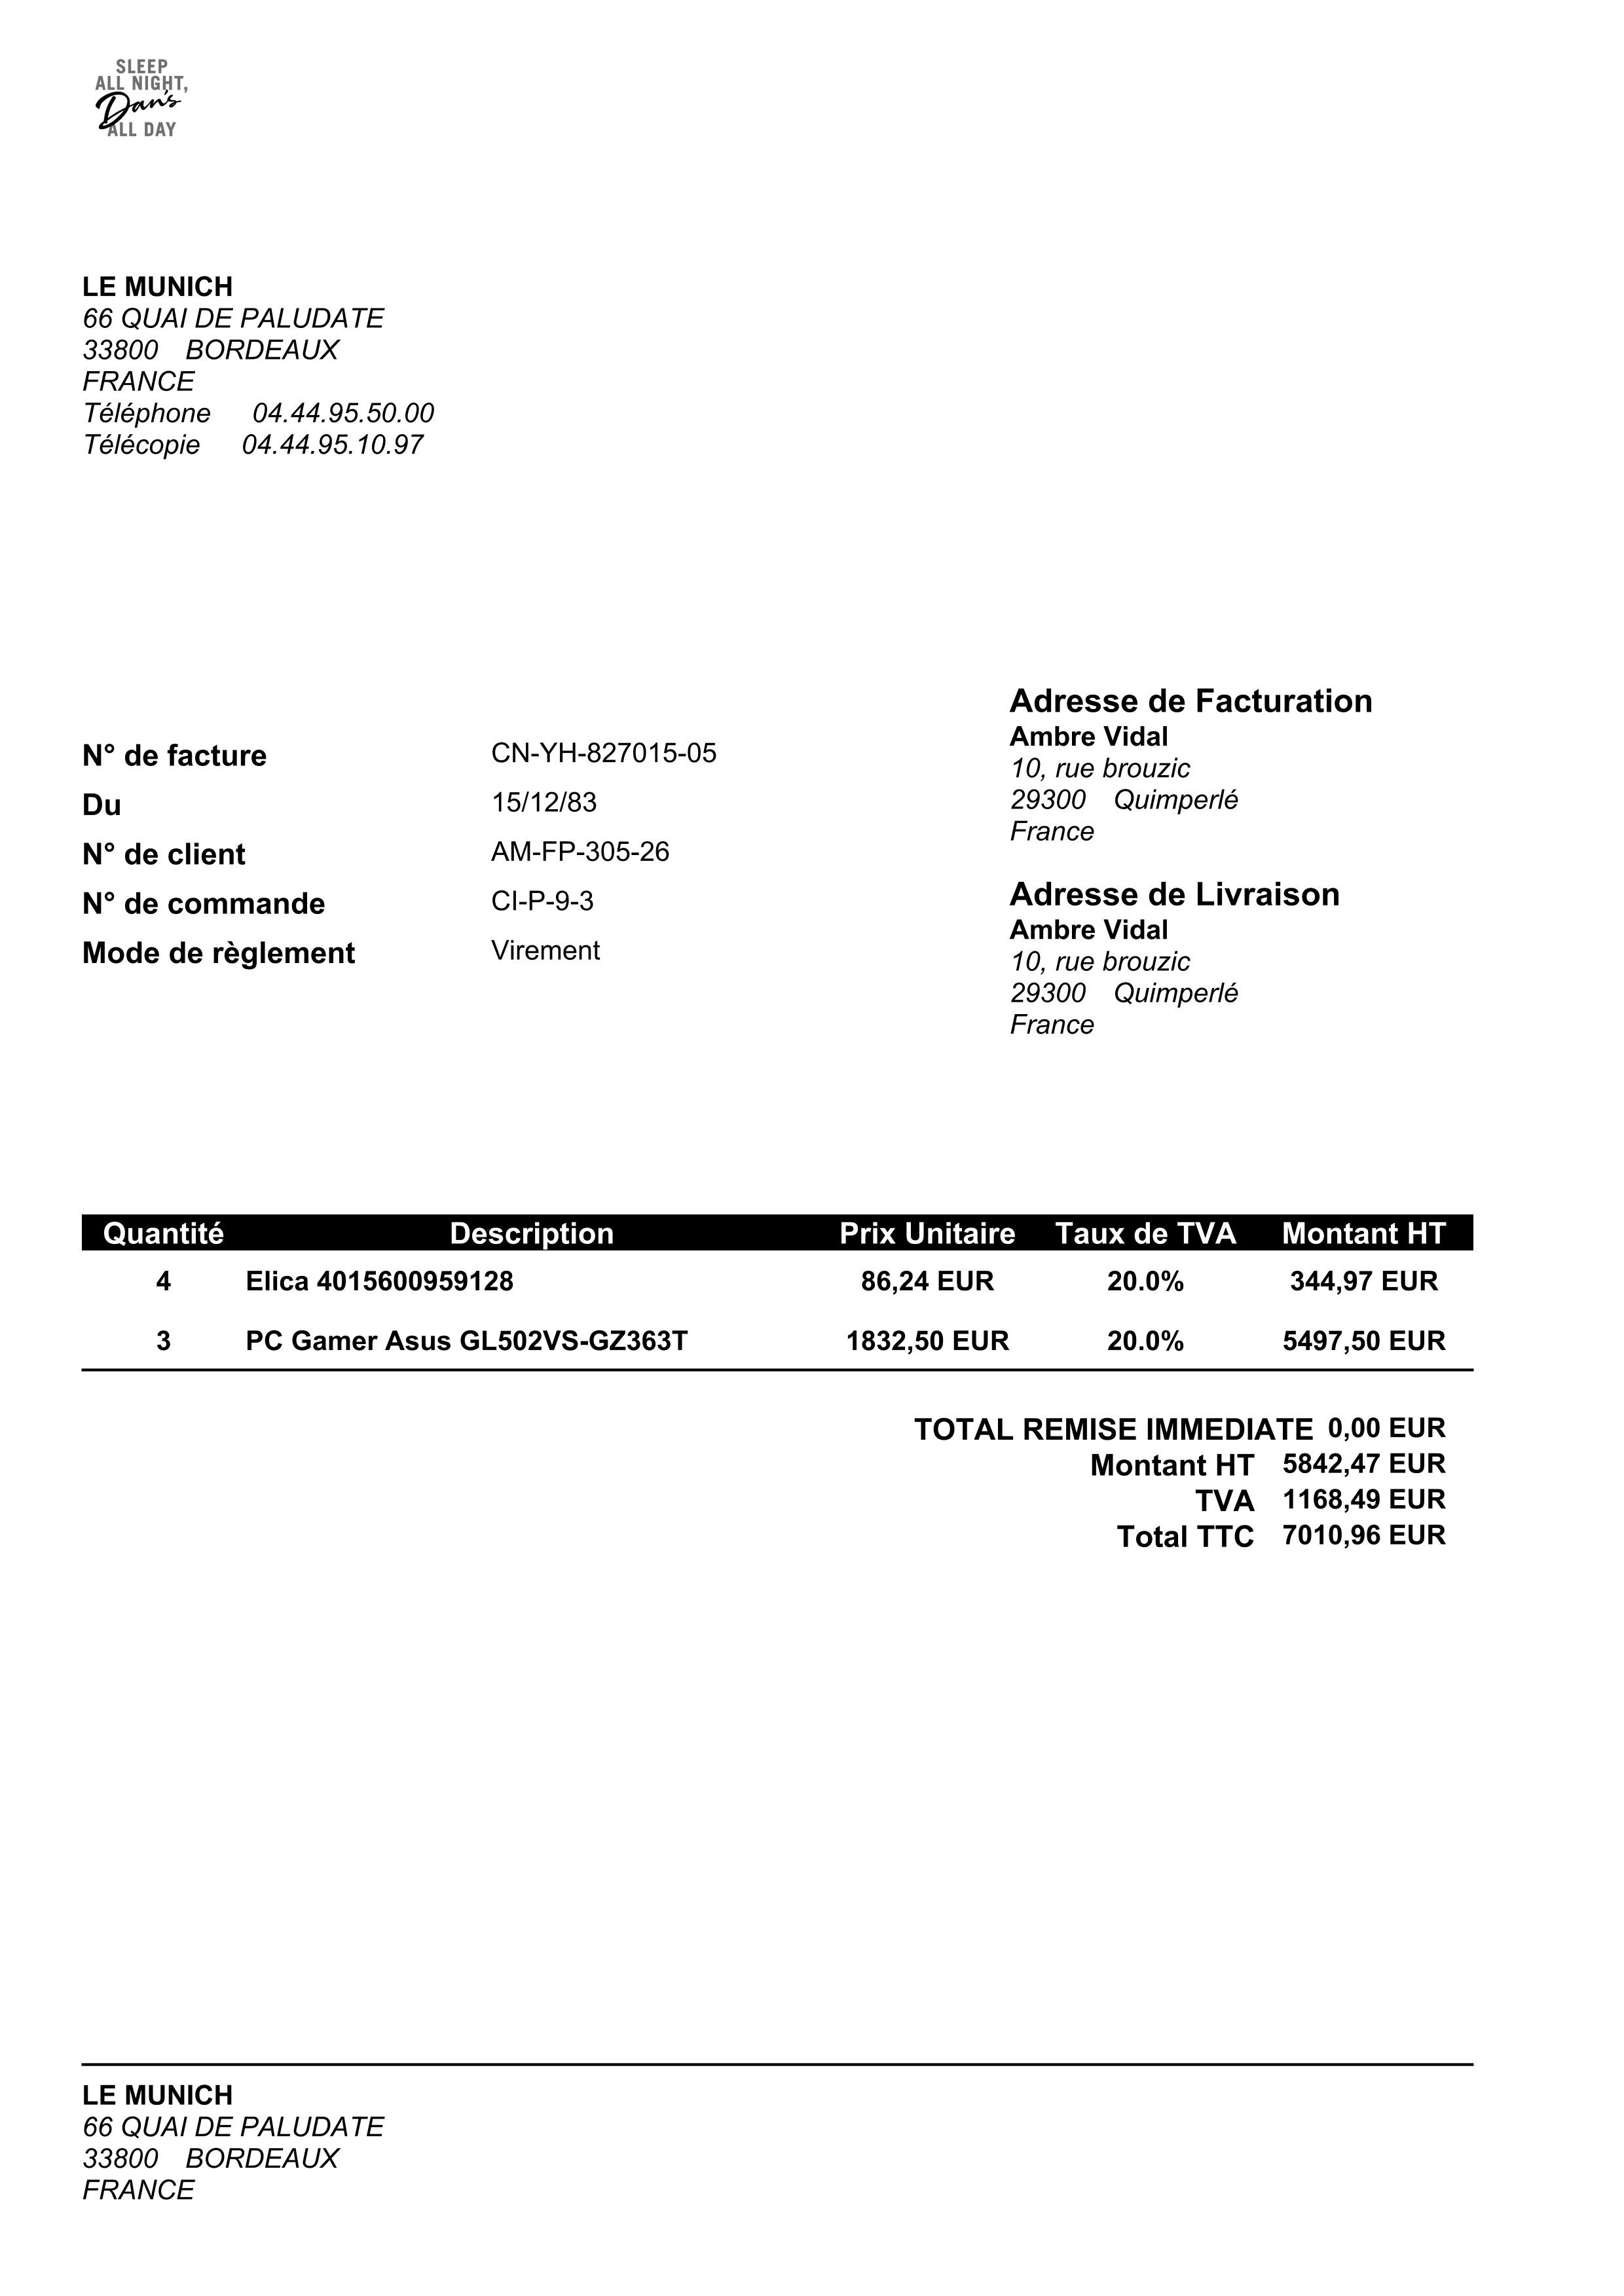 SLEEP
ALL NIGHT,
Dan's
ALL DAY
LE MUNICH
66 QUAI DE PALUDATE
33800 BORDEAUX
FRANCE
Téléphone 04.44.95.50.00
Télécopie 04.44.95.10.97
N° de facture CN-YH-827015-05
Du 15/12/83
N° de client AM-FP-305-26
N° de commande CI-P-9-3
Mode de règlement Virement
Adresse de Facturation
Ambre Vidal
10, rue brouzic
29300 Quimperlé
France
Adresse de Livraison
Ambre Vidal
10, rue brouzic
29300 Quimperlé
France
Quantité Description Prix Unitaire Taux de TVA Montant HT
4 Elica 4015600959128 86,24 EUR 20.0% 344,97 EUR
3 PC Gamer Asus GL502VS-GZ363T 1832,50 EUR 20.0% 5497,50 EUR
TOTAL REMISE IMMEDIATE 0,00 EUR
Montant HT 5842,47 EUR
TVA 1168,49 EUR
Total TTC 7010,96 EUR
LE MUNICH
66 QUAI DE PALUDATE
33800 BORDEAUX
FRANCE